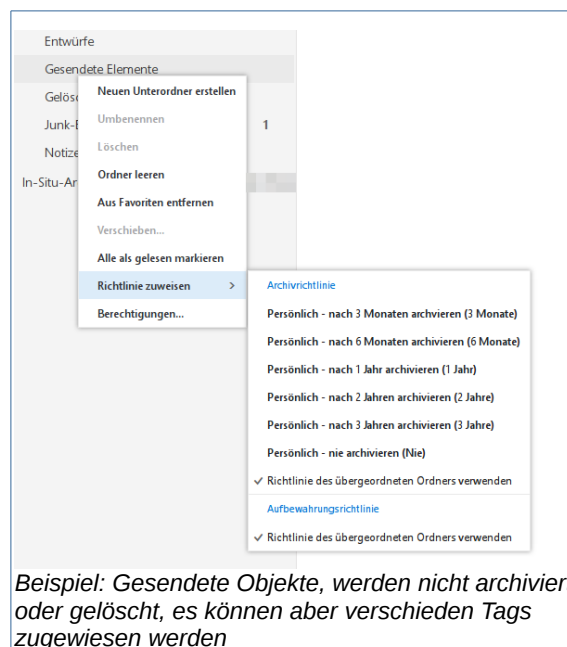 Entwürfe
Gesendete Elemente
Gelösc
Neuen Unterordner erstellen
Junk-E
Umbenennen
1
Notize
Löschen
In-Situ-Ar
Ordner leeren
Aus Favoriten entfernen
Verschieben...
Alle als gelesen markieren
Richtlinie zuweisen >
Berechtigungen...
Archivrichtlinie
Persönlich - nach 3 Monaten archvieren (3 Monate)
Persönlich - nach 6 Monaten archivieren (6 Monate)
Persönlich - nach 1 Jahr archivieren (1 Jahr)
Persönlich - nach 2 Jahren archivieren (2 Jahre)
Persönlich - nach 3 Jahren archivieren (3 Jahre)
Persönlich - nie archivieren (Nie)
✓ Richtlinie des übergeordneten Ordners verwenden
Aufbewahrungsrichtlinie
✓ Richtlinie des übergeordneten Ordners verwenden
Beispiel: Gesendete Objekte, werden nicht archivier
oder gelöscht, es können aber verschieden Tags
zugewiesen werden